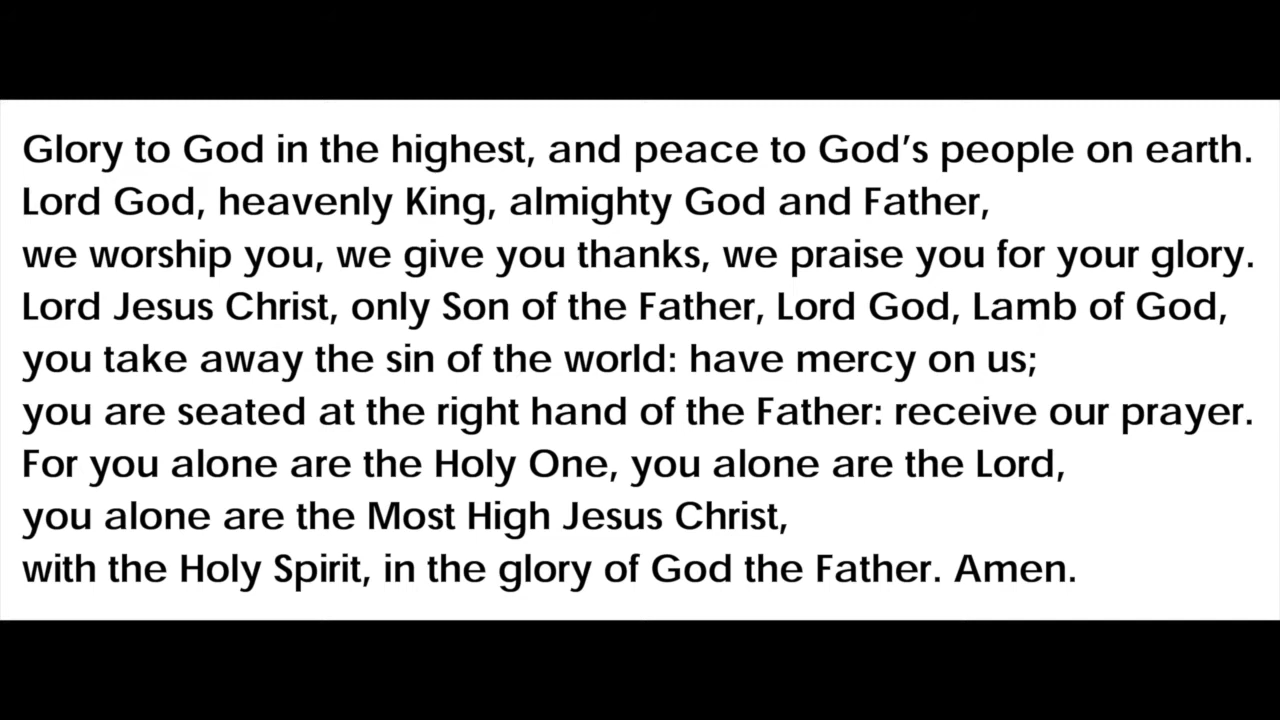 Glory to God in the highest, and peace to God’s people on earth.
Lord God, heavenly King, almighty God and Father,
we worship you, we give you thanks, we praise you for your glory.
Lord Jesus Christ, only Son of the Father, Lord God, Lamb of God,
you take away the sin of the world: have mercy on us;
you are seated at the right hand of the Father: receive our prayer.
For you alone are the Holy One, you alone are the Lord,
you alone are the Most High Jesus Christ,
with the Holy Spirit, in the glory of God the Father. Amen.